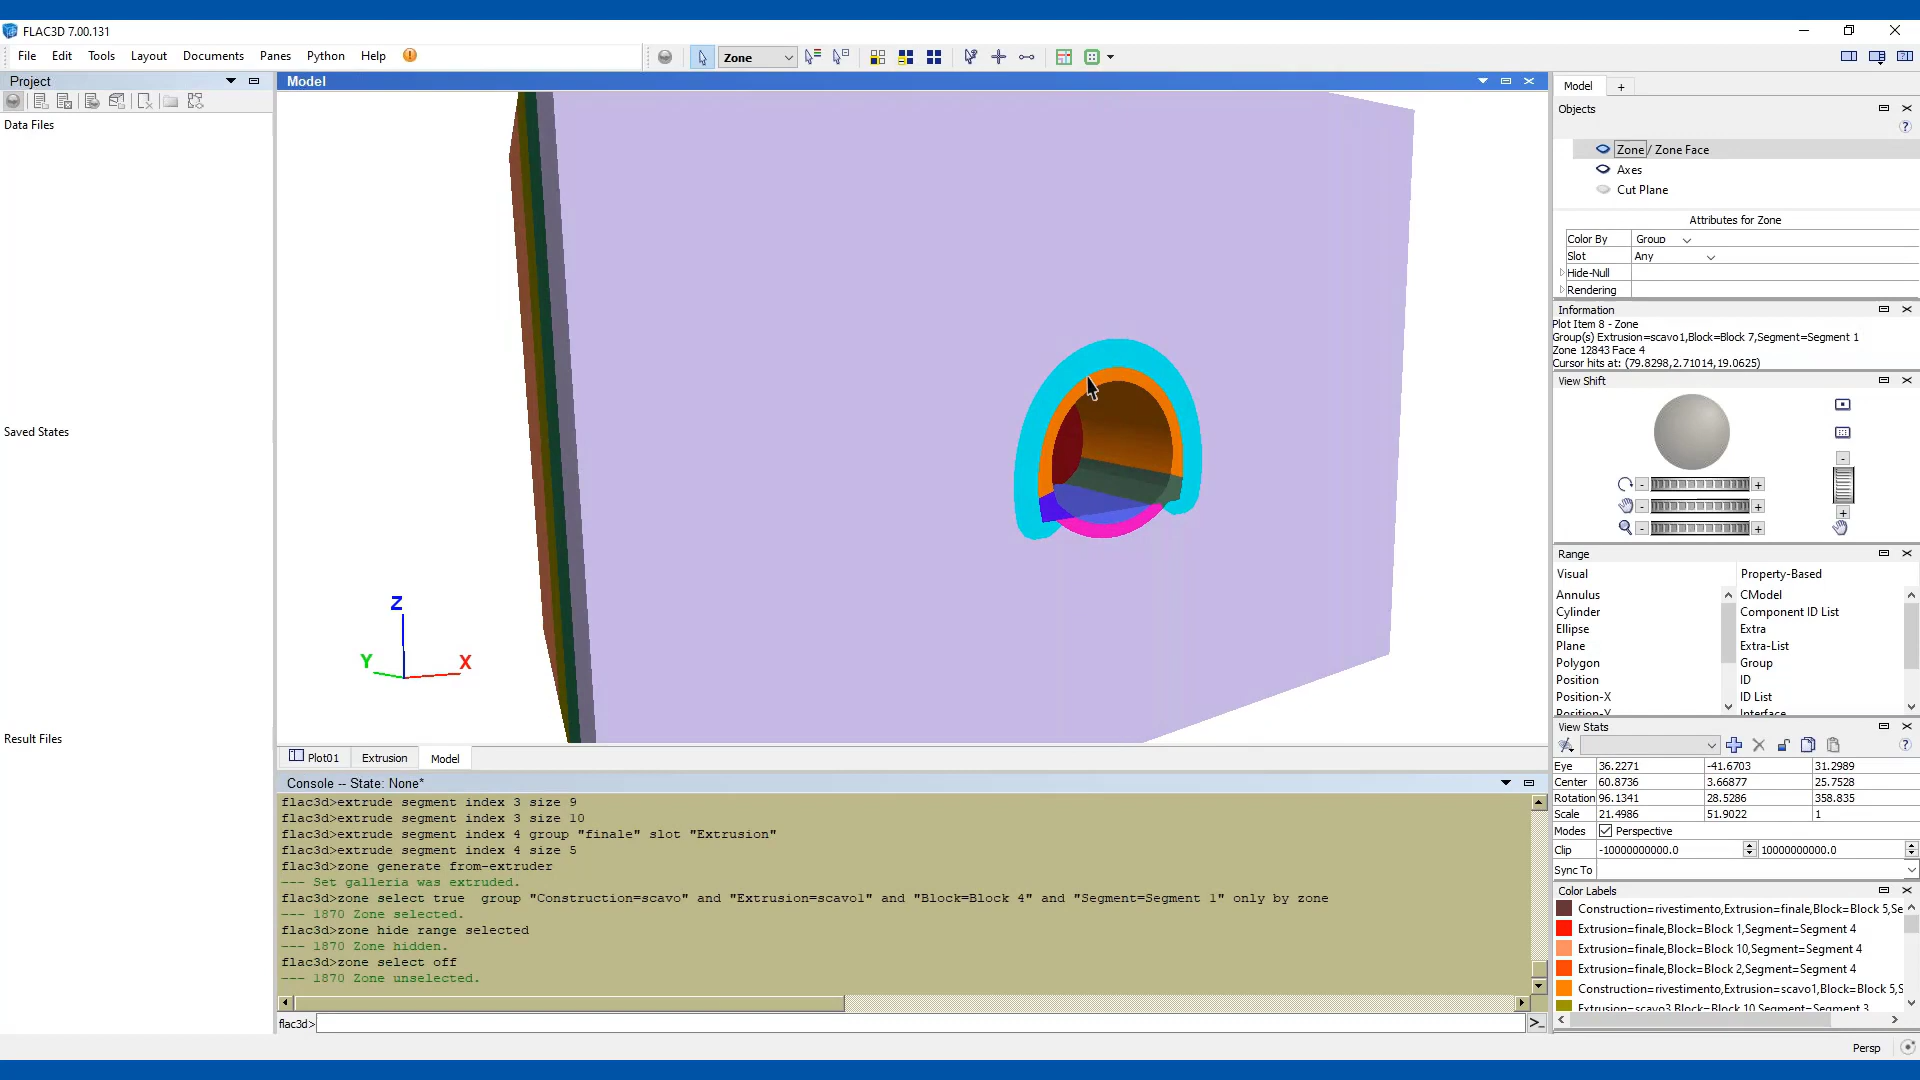 FLAC3D 7.00.131
File Edit Tools Layout Documents Panes Python Help
Zone
Project
Data Files
Saved States
Result Files
Model
Z
Y
X
Plot01 Extrusion Model
Console -- State: None*
flac3d>extrude segment index 3 size 9
flac3d>extrude segment index 3 size 10
flac3d>extrude segment index 4 group "finale" slot "Extrusion"
flac3d>extrude segment index 4 size 5
flac3d>zone generate from-extruder
--- Set galleria was extruded.
flac3d>zone select true  group "Construction=scavo" and "Extrusion=scavo1" and "Block=Block 4" and "Segment=Segment 1" only by zone
--- 1870 Zone selected.
flac3d>zone hide range selected
--- 1870 Zone hidden.
flac3d>zone select off
--- 1870 Zone unselected.
flac3d>
Model +
Objects
Zone / Zone Face
Axes
Cut Plane
Attributes for Zone
Color By Group
Slot Any
Hide-Null
Rendering
Information
Plot Item 8 - Zone
Group(s) Extrusion=scavo1,Block=Block 7,Segment=Segment 1
Zone 12843 Face 4
Cursor hits at: (79.8298,2.71014,19.0625)
View Shift
Range
Visual Property-Based
Annulus CModel
Cylinder Component ID List
Ellipse Extra
Plane Extra-List
Polygon Group
Position ID
Position-X ID List
Position-Y Interface
View Stats
Eye 36.2271 -41.6703 31.2989
Center 60.8736 3.66877 25.7528
Rotation 96.1341 28.5286 358.835
Scale 21.4986 51.9022 1
Modes Perspective
Clip -10000000000.0 10000000000.0
Sync To
Color Labels
Construction=rivestimento,Extrusion=finale,Block=Block 5,Se
Extrusion=finale,Block=Block 1,Segment=Segment 4
Extrusion=finale,Block=Block 10,Segment=Segment 4
Extrusion=finale,Block=Block 2,Segment=Segment 4
Construction=rivestimento,Extrusion=scavo1,Block=Block 5,S
Extrusion=scavo3,Block=Block 10,Segment=Segment 3
Persp